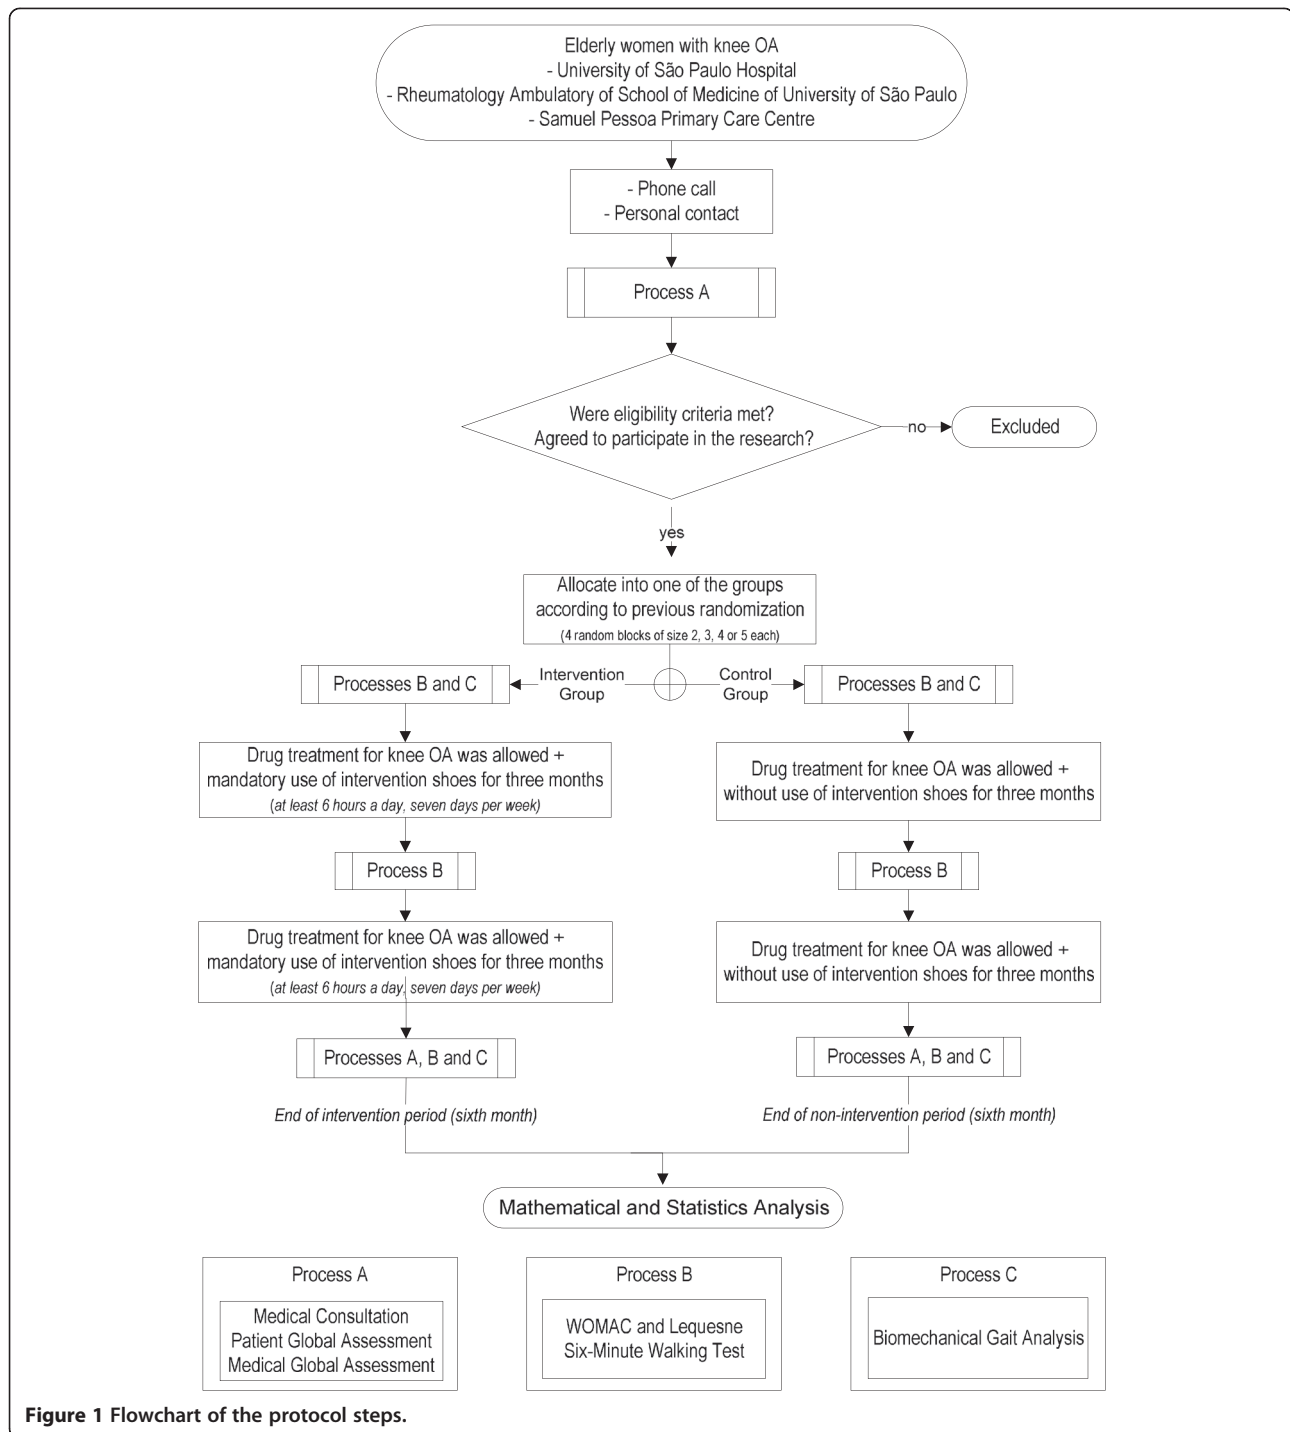 Elderly women with knee OA
- University of São Paulo Hospital
- Rheumatology Ambulatory of School of Medicine of University of São Paulo
- Samuel Pessoa Primary Care Centre
- Phone call
- Personal contact
Process A
Were eligibility criteria met?
Agreed to participate in the research?
no
Excluded
yes
Allocate into one of the groups
according to previous randomization
(4 random blocks of size 2, 3, 4 or 5 each)
Processes B and C
Intervention
Group
Control
Group
Processes B and C
Drug treatment for knee OA was allowed +
mandatory use of intervention shoes for three months
(at least 6 hours a day, seven days per week)
Drug treatment for knee OA was allowed +
without use of intervention shoes for three months
Process B
Process B
Drug treatment for knee OA was allowed +
mandatory use of intervention shoes for three months
(at least 6 hours a day, seven days per week)
Drug treatment for knee OA was allowed +
without use of intervention shoes for three months
Processes A, B and C
Processes A, B and C
End of intervention period (sixth month)
End of non-intervention period (sixth month)
Mathematical and Statistics Analysis
Process A
Medical Consultation
Patient Global Assessment
Medical Global Assessment
Process B
WOMAC and Lequesne
Six-Minute Walking Test
Process C
Biomechanical Gait Analysis
Figure 1 Flowchart of the protocol steps.